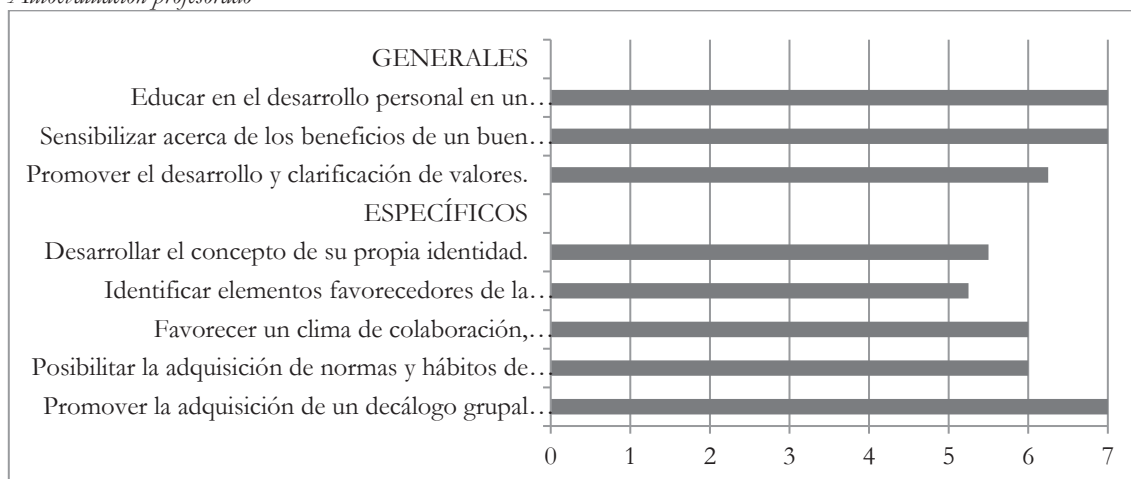 Autoevaluación profesorado
GENERALES
Educar en el desarrollo personal en un…
Sensibilizar acerca de los beneficios de un buen…
Promover el desarrollo y clarificación de valores.
ESPECÍFICOS
Desarrollar el concepto de su propia identidad.
Identificar elementos favorecedores de la…
Favorecer un clima de colaboración,…
Posibilitar la adquisición de normas y hábitos de…
Promover la adquisición de un decálogo grupal…
0 1 2 3 4 5 6 7